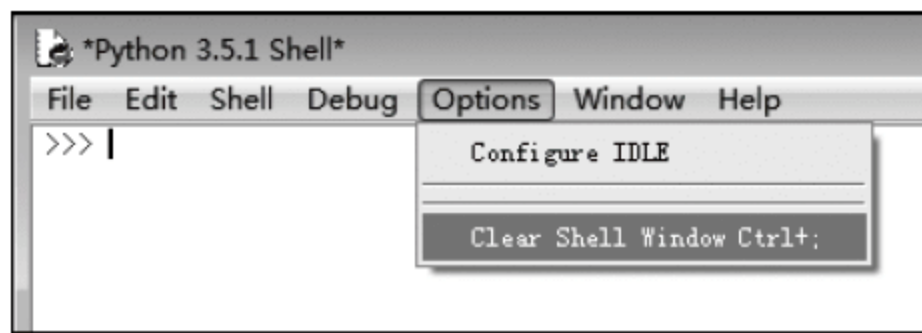 *Python 3.5.1 Shell*
File Edit Shell Debug Options Window Help
>>>
Configure IDLE
Clear Shell Window Ctrl+;